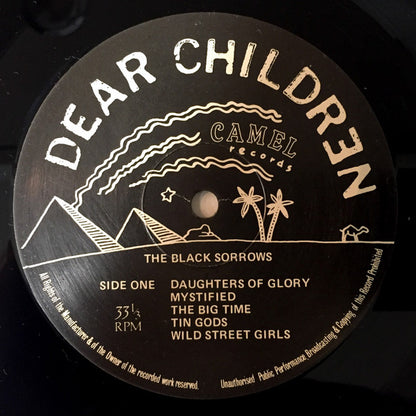 DEAR CHILDREN
CAMEL
records
THE BLACK SORROWS
SIDE ONE DAUGHTERS OF GLORY
MYSTIFIED
THE BIG TIME
TIN GODS
WILD STREET GIRLS
33 1/3
RPM
All Rights of the Manufacturer & of the Owner of the recorded work reserved. Unauthorised Public Performance Broadcasting & Copying of this Record Prohibited